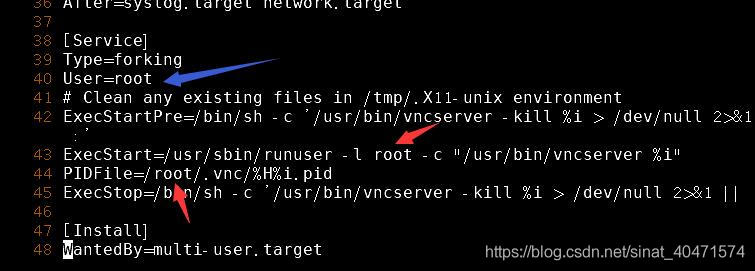 36 After=syslog.target network.target
37
38 [Service]
39 Type=forking
40 User=root
41 # Clean any existing files in /tmp/.X11-unix environment
42 ExecStartPre=/bin/sh -c '/usr/bin/vncserver -kill %i > /dev/null 2>&1
:'
43 ExecStart=/usr/sbin/runuser -l root -c "/usr/bin/vncserver %i"
44 PIDFile=/root/.vnc/%H%i.pid
45 ExecStop=/bin/sh -c '/usr/bin/vncserver -kill %i > /dev/null 2>&1 ||
46
47 [Install]
48 WantedBy=multi-user.target
https://blog.csdn.net/sinat_40471574